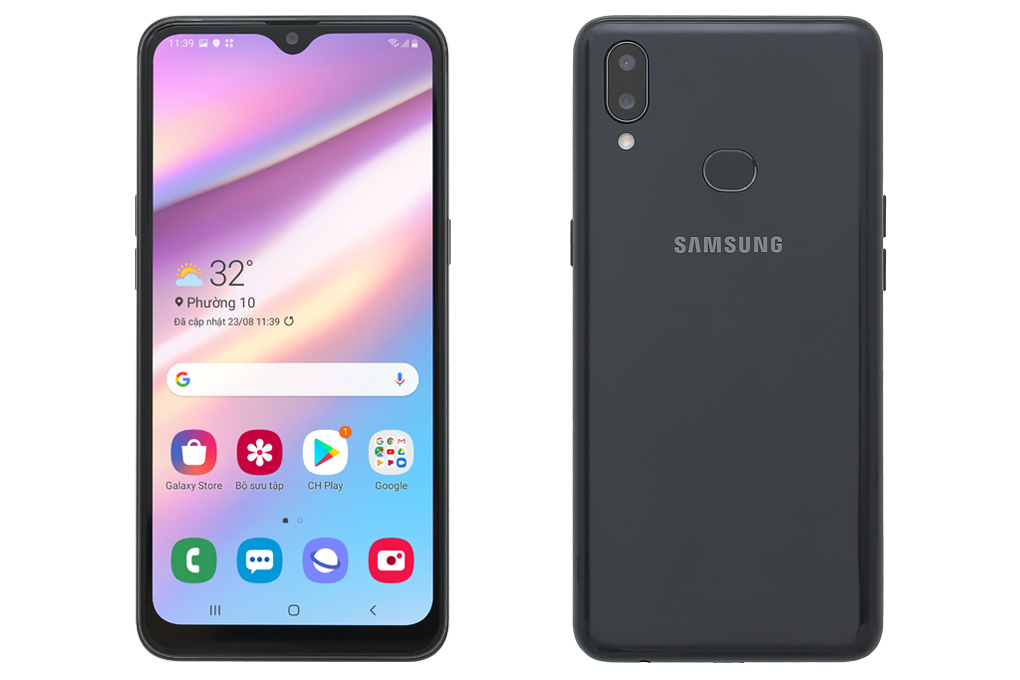 11:39
32°
Phường 10
Đã cập nhật 23/08 11:39
1
Galaxy Store
Bộ sưu tập
CH Play
Google
SAMSUNG